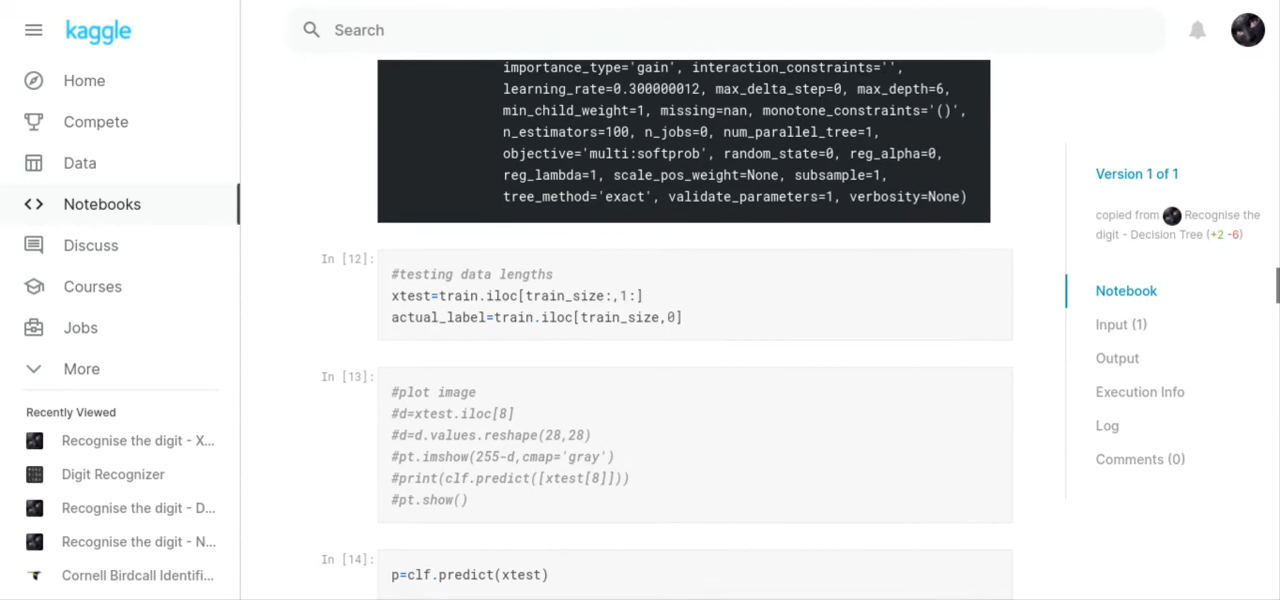 kaggle
Search
Home
Compete
Data
Notebooks
Discuss
Courses
Jobs
More
Recently Viewed
Recognise the digit - X...
Digit Recognizer
Recognise the digit - D...
Recognise the digit - N...
Cornell Birdcall Identifi...
importance_type='gain', interaction_constraints='',
learning_rate=0.300000012, max_delta_step=0, max_depth=6,
min_child_weight=1, missing=nan, monotone_constraints='()',
n_estimators=100, n_jobs=0, num_parallel_tree=1,
objective='multi:softprob', random_state=0, reg_alpha=0,
reg_lambda=1, scale_pos_weight=None, subsample=1,
tree_method='exact', validate_parameters=1, verbosity=None)
In [12]:
#testing data lengths
xtest=train.iloc[train_size:,1:]
actual_label=train.iloc[train_size,0]
In [13]:
#plot image
#d=xtest.iloc[8]
#d=d.values.reshape(28,28)
#pt.imshow(255-d,cmap='gray')
#print(clf.predict([xtest[8]]))
#pt.show()
In [14]:
p=clf.predict(xtest)
Version 1 of 1
copied from Recognise the
digit - Decision Tree (+2 -6)
Notebook
Input (1)
Output
Execution Info
Log
Comments (0)